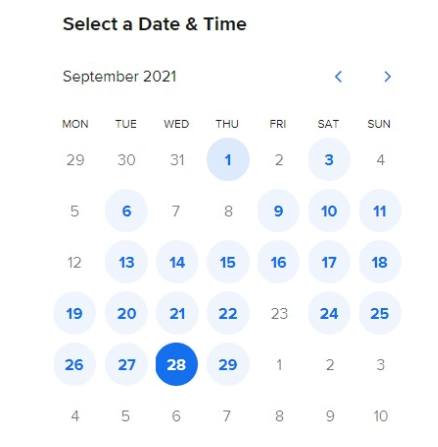 Select a Date & Time
September 2021
MON TUE WED THU FRI SAT SUN
29 30 31 1 2 3 4
5 6 7 8 9 10 11
12 13 14 15 16 17 18
19 20 21 22 23 24 25
26 27 28 29 1 2 3
4 5 6 7 8 9 10